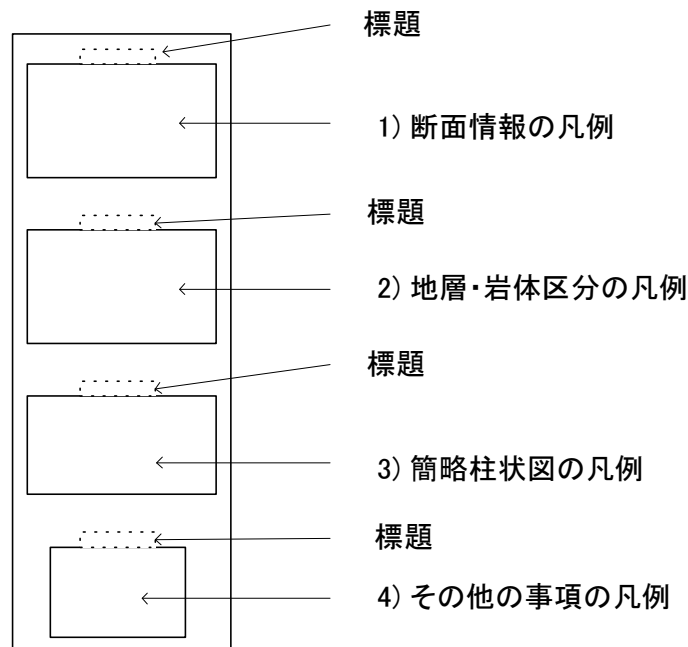 標題
1) 断面情報の凡例
標題
2) 地層・岩体区分の凡例
標題
3) 簡略柱状図の凡例
標題
4) その他の事項の凡例